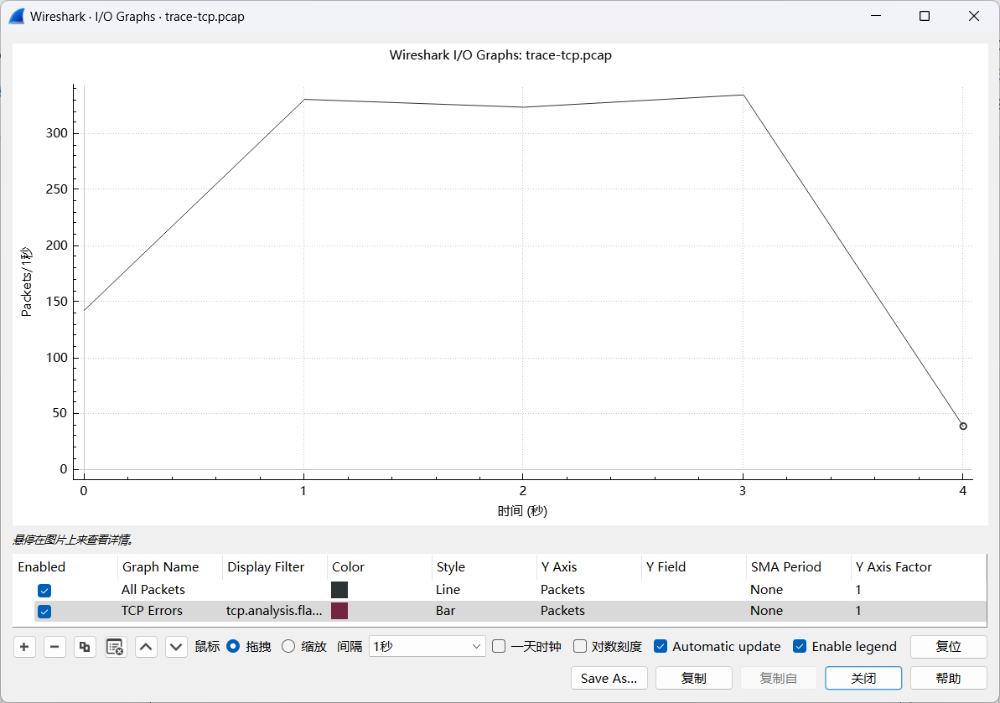 Wireshark · I/O Graphs · trace-tcp.pcap
Wireshark I/O Graphs: trace-tcp.pcap
Packets/1秒
300
250
200
150
100
50
0
0 1 2 3 4
时间 (秒)
悬停在图片上来查看详情。
Enabled Graph Name Display Filter Color Style Y Axis Y Field SMA Period Y Axis Factor
All Packets Line Packets None 1
TCP Errors tcp.analysis.fla... Bar Packets None 1
鼠标 拖拽 缩放 间隔 1秒 一天时钟 对数刻度 Automatic update Enable legend 复位
Save As... 复制 复制自 关闭 帮助